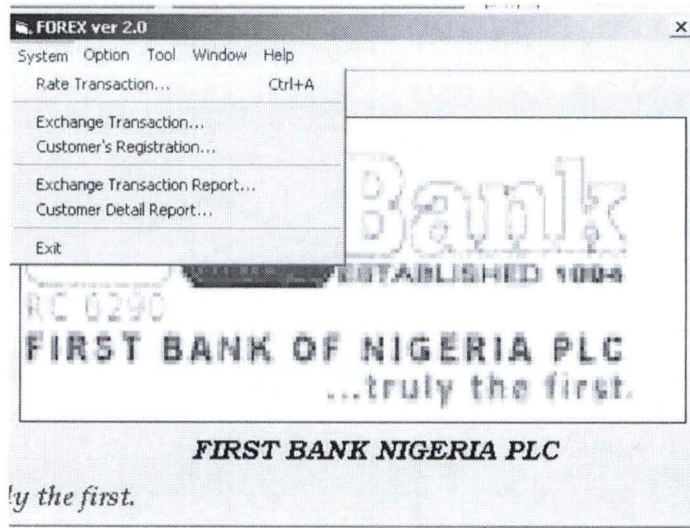 FOREX ver 2.0
System Option Tool Window Help
Rate Transaction... Ctrl+A
Exchange Transaction...
Customer's Registration...
Exchange Transaction Report...
Customer Detail Report...
Exit
Bank
ESTABLISHED
RC 6290
FIRST BANK OF NIGERIA PLC
...truly the first.
FIRST BANK NIGERIA PLC
ly the first.